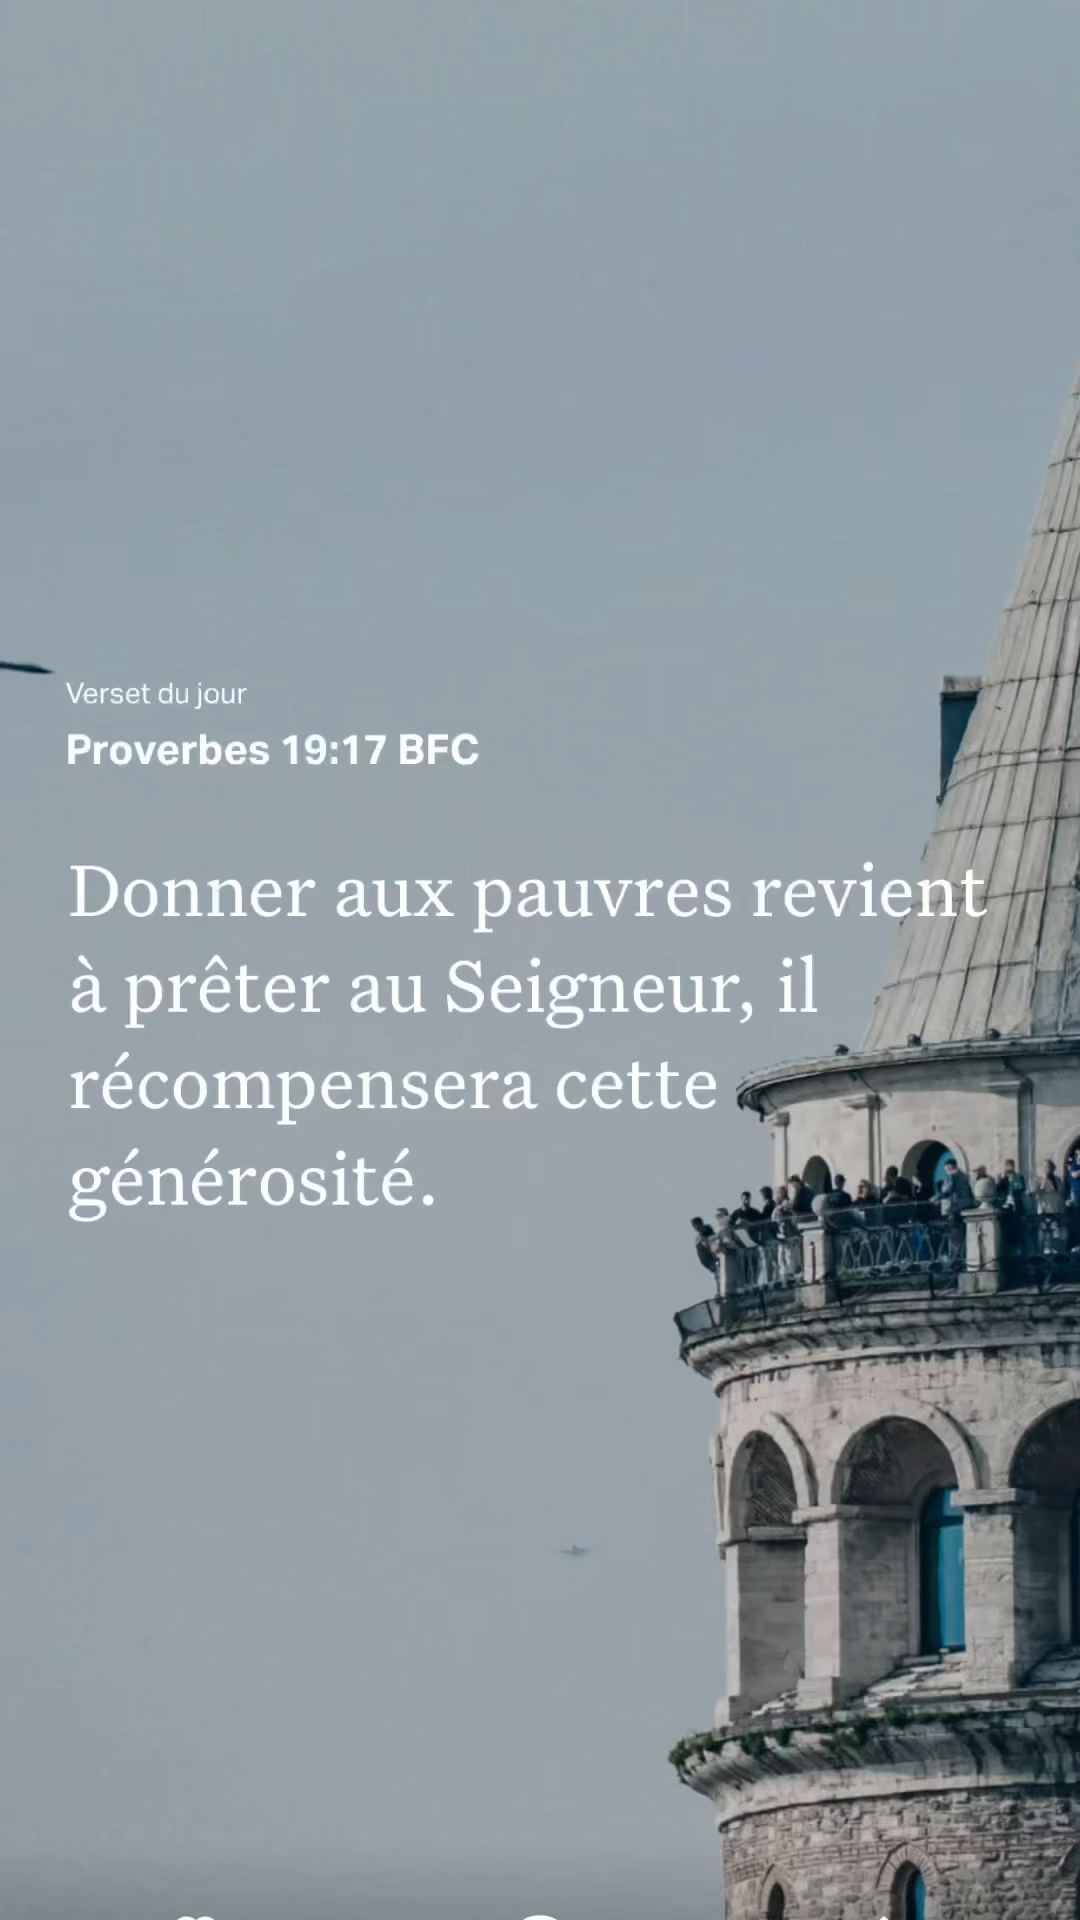 Verset du jour
Proverbes 19:17 BFC
Donner aux pauvres revient
à prêter au Seigneur, il
récompensera cette
générosité.